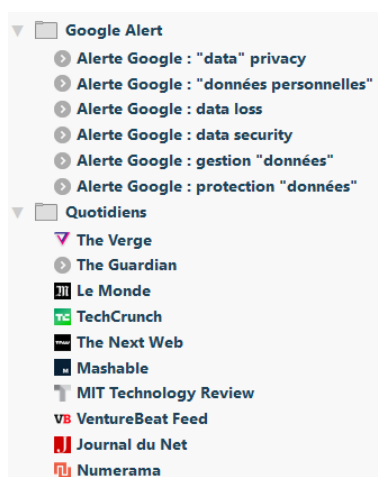 Google Alert
Alerte Google : "data" privacy
Alerte Google : "données personnelles"
Alerte Google : data loss
Alerte Google : data security
Alerte Google : gestion "données"
Alerte Google : protection "données"
Quotidiens
The Verge
The Guardian
Le Monde
TechCrunch
The Next Web
Mashable
MIT Technology Review
VB VentureBeat Feed
Journal du Net
Numerama